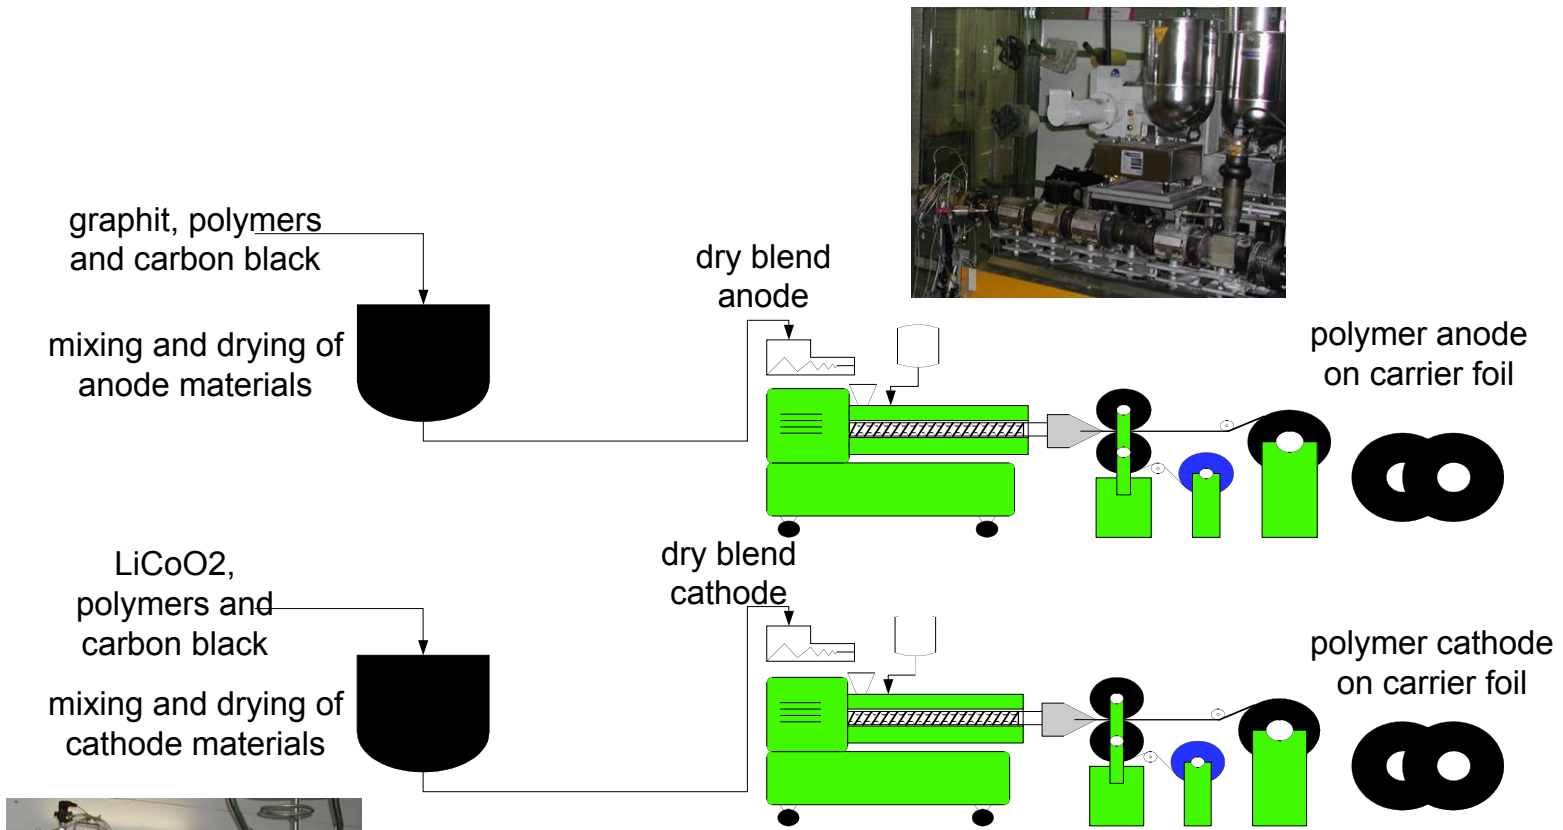 graphit, polymers
and carbon black
mixing and drying of
anode materials
dry blend
anode
polymer anode
on carrier foil
LiCoO2,
polymers and
carbon black
mixing and drying of
cathode materials
dry blend
cathode
polymer cathode
on carrier foil